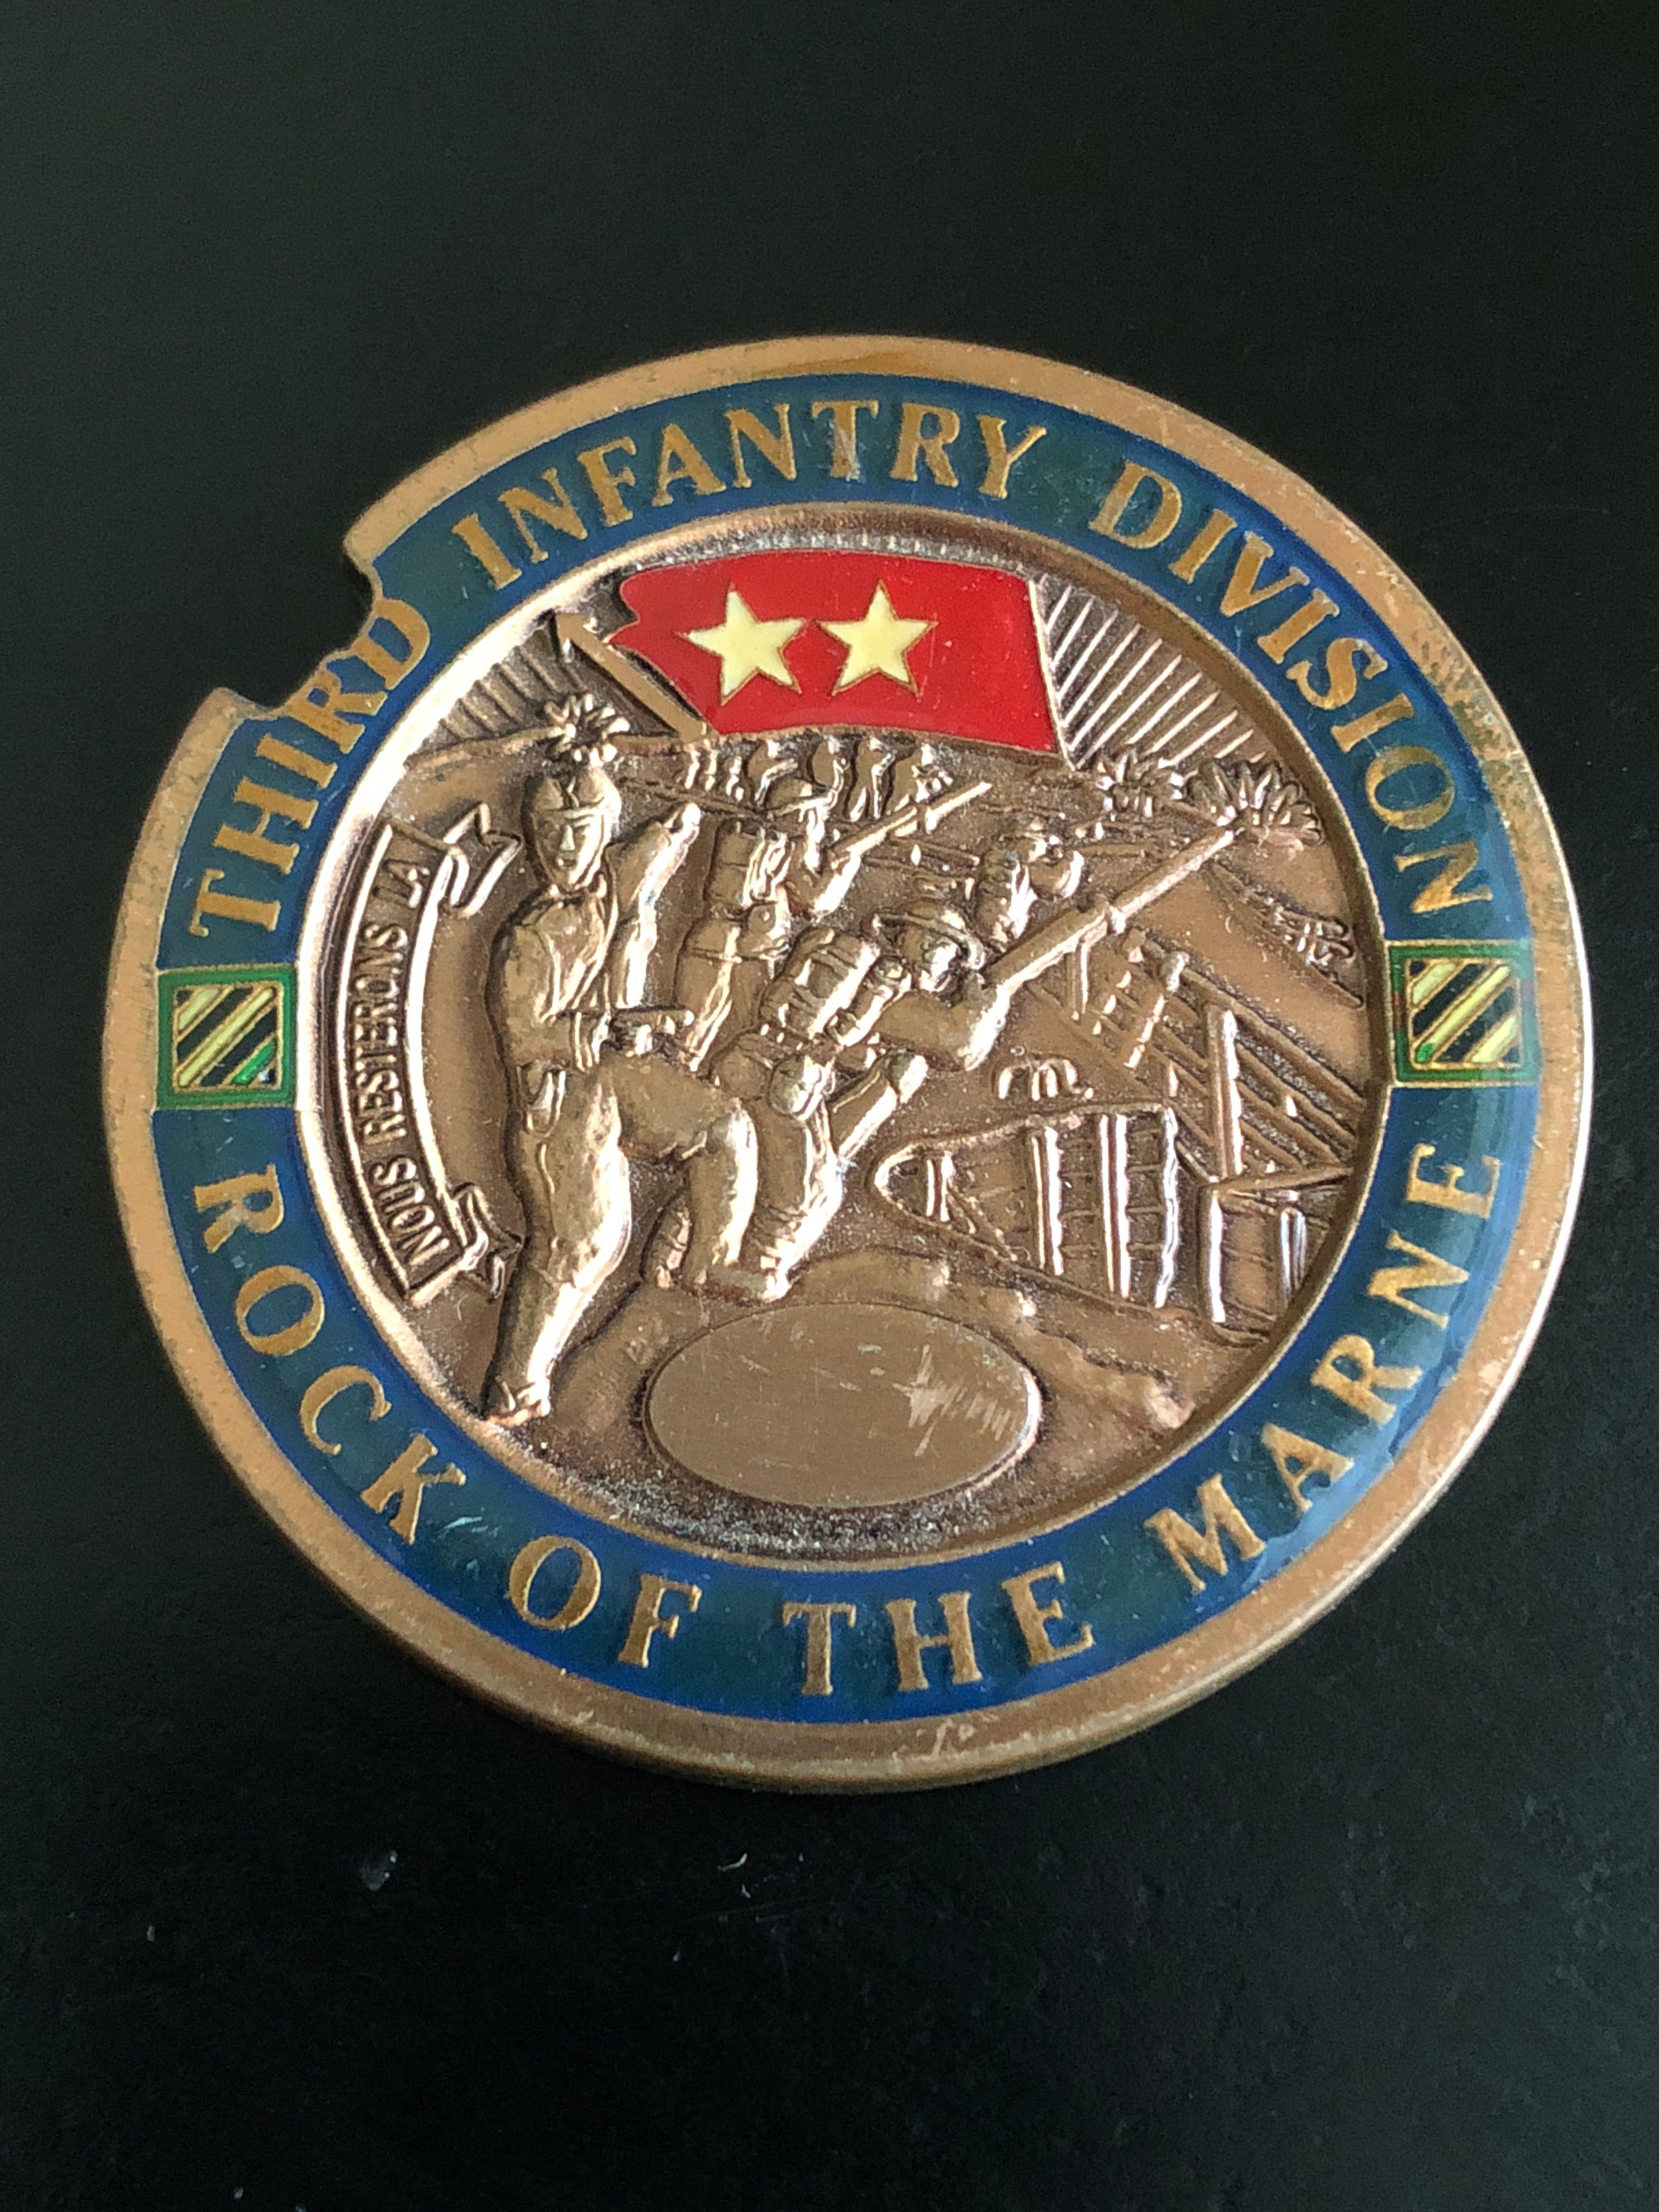 THIRD INFANTRY DIVISION
NOUS RESTERONS LA
ROCK OF THE MARNE